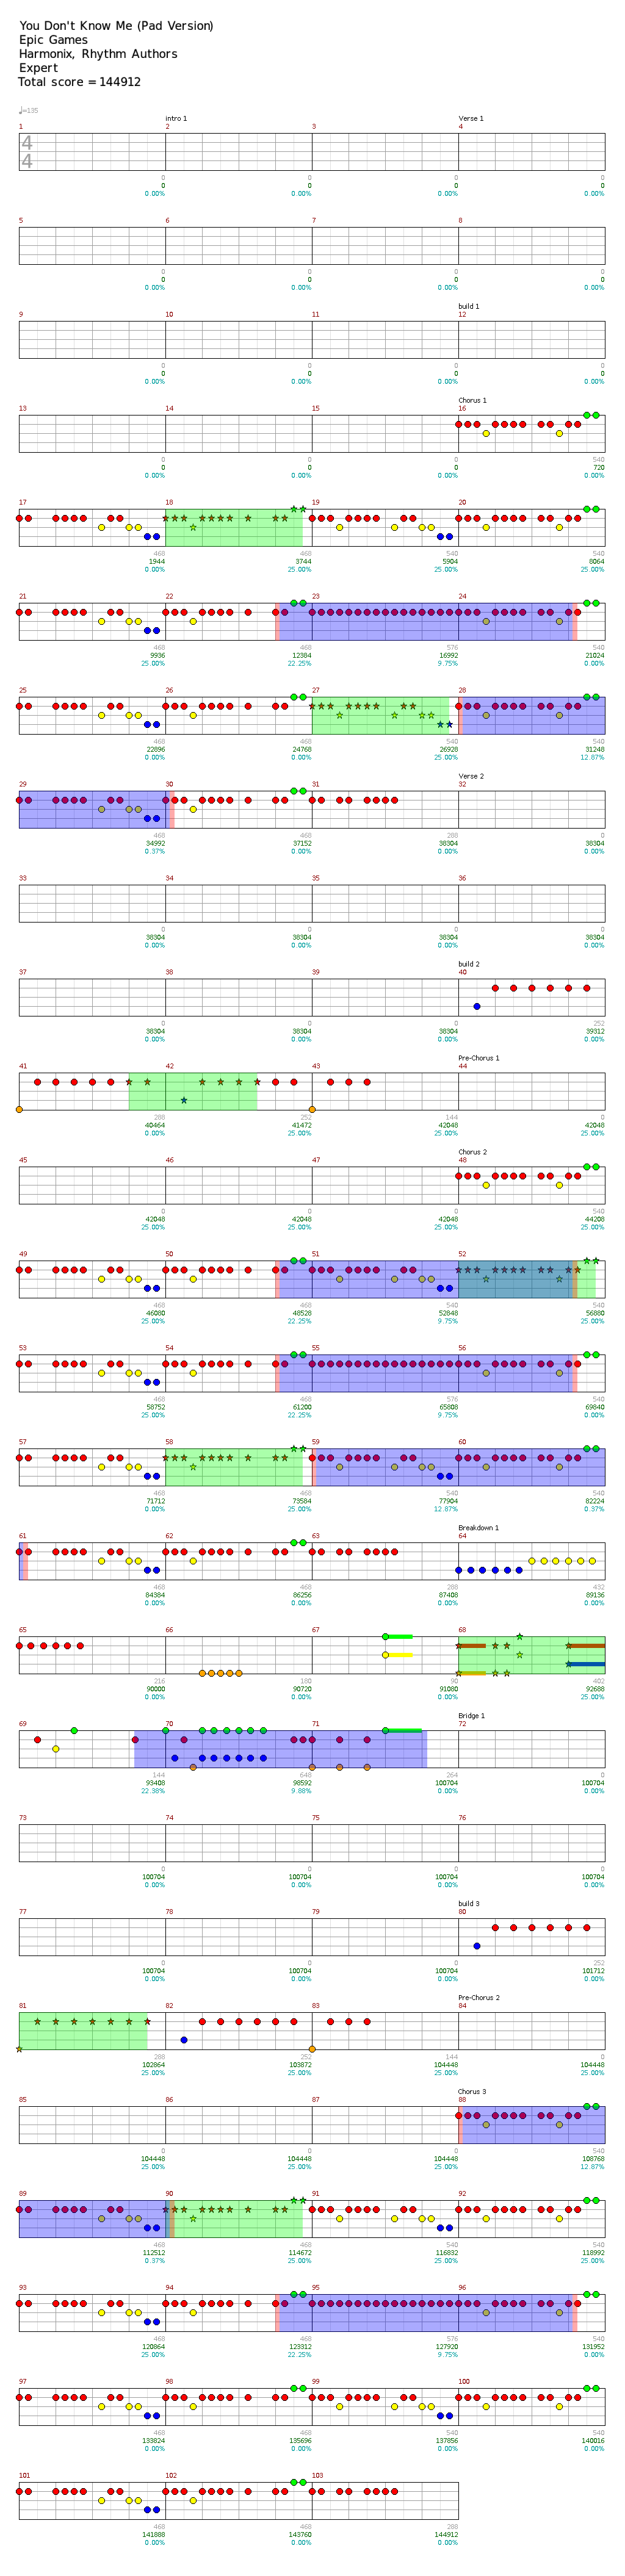 You Don't Know Me (Pad Version)
Epic Games
Harmonix, Rhythm Authors
Expert
Total score = 144912
♩=135
intro 1 Verse 1
1 2 3 4
4
4
0 0 0 0
0 0 0 0
0.00% 0.00% 0.00% 0.00%
5 6 7 8
0 0 0 0
0 0 0 0
0.00% 0.00% 0.00% 0.00%
build 1
9 10 11 12
0 0 0 0
0 0 0 0
0.00% 0.00% 0.00% 0.00%
Chorus 1
13 14 15 16
0 0 0 540
0 0 0 720
0.00% 0.00% 0.00% 0.00%
17 18 19 20
468 468 540 540
1944 3744 5904 8064
0.00% 25.00% 25.00% 25.00%
21 22 23 24
468 468 576 540
9936 12384 16992 21024
25.00% 22.25% 9.75% 0.00%
25 26 27 28
468 468 540 540
22896 24768 26928 31248
0.00% 0.00% 25.00% 12.87%
Verse 2
29 30 31 32
468 468 288 0
34992 37152 38304 38304
0.37% 0.00% 0.00% 0.00%
33 34 35 36
0 0 0 0
38304 38304 38304 38304
0.00% 0.00% 0.00% 0.00%
build 2
37 38 39 40
0 0 0 252
38304 38304 38304 39312
0.00% 0.00% 0.00% 0.00%
Pre-Chorus 1
41 42 43 44
288 252 144 0
40464 41472 42048 42048
0.00% 25.00% 25.00% 25.00%
Chorus 2
45 46 47 48
0 0 0 540
42048 42048 42048 44208
25.00% 25.00% 25.00% 25.00%
49 50 51 52
468 468 540 540
46080 48528 52848 56880
25.00% 22.25% 9.75% 25.00%
53 54 55 56
468 468 576 540
58752 61200 65808 69840
25.00% 22.25% 9.75% 0.00%
57 58 59 60
468 468 540 540
71712 73584 77904 82224
0.00% 25.00% 12.87% 0.37%
Breakdown 1
61 62 63 64
468 468 288 432
84384 86256 87408 89136
0.00% 0.00% 0.00% 0.00%
65 66 67 68
216 180 90 402
90000 90720 91080 92688
0.00% 0.00% 0.00% 25.00%
Bridge 1
69 70 71 72
144 648 264 0
93408 98592 100704 100704
22.38% 9.88% 0.00% 0.00%
73 74 75 76
0 0 0 0
100704 100704 100704 100704
0.00% 0.00% 0.00% 0.00%
build 3
77 78 79 80
0 0 0 252
100704 100704 100704 101712
0.00% 0.00% 0.00% 0.00%
Pre-Chorus 2
81 82 83 84
288 252 144 0
102864 103872 104448 104448
25.00% 25.00% 25.00% 25.00%
Chorus 3
85 86 87 88
0 0 0 540
104448 104448 104448 108768
25.00% 25.00% 25.00% 12.87%
89 90 91 92
468 468 540 540
112512 114672 116832 118992
0.37% 25.00% 25.00% 25.00%
93 94 95 96
468 468 576 540
120864 123312 127920 131952
25.00% 22.25% 9.75% 0.00%
97 98 99 100
468 468 540 540
133824 135696 137856 140016
0.00% 0.00% 0.00% 0.00%
101 102 103
468 468 288
141888 143760 144912
0.00% 0.00% 0.00%